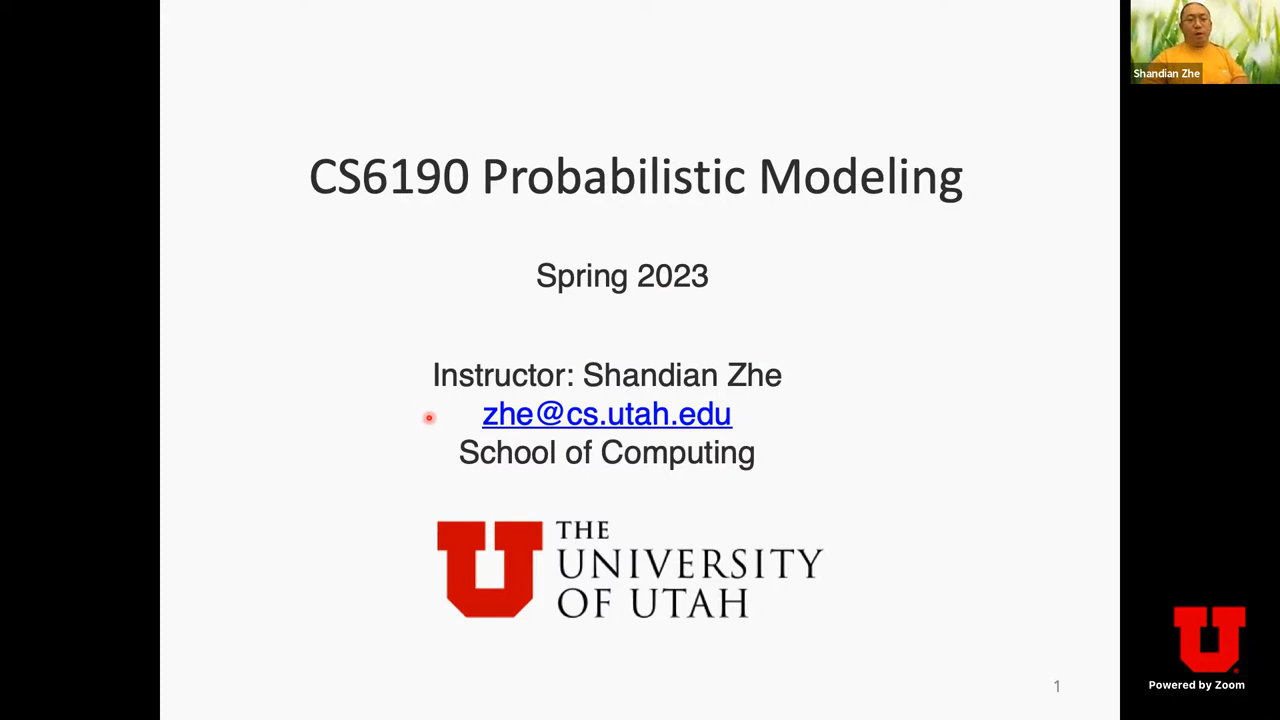 CS6190 Probabilistic Modeling
Spring 2023
Instructor: Shandian Zhe
zhe@cs.utah.edu
School of Computing
THE
UNIVERSITY
OF UTAH
1
Shandian Zhe
U
Powered by Zoom